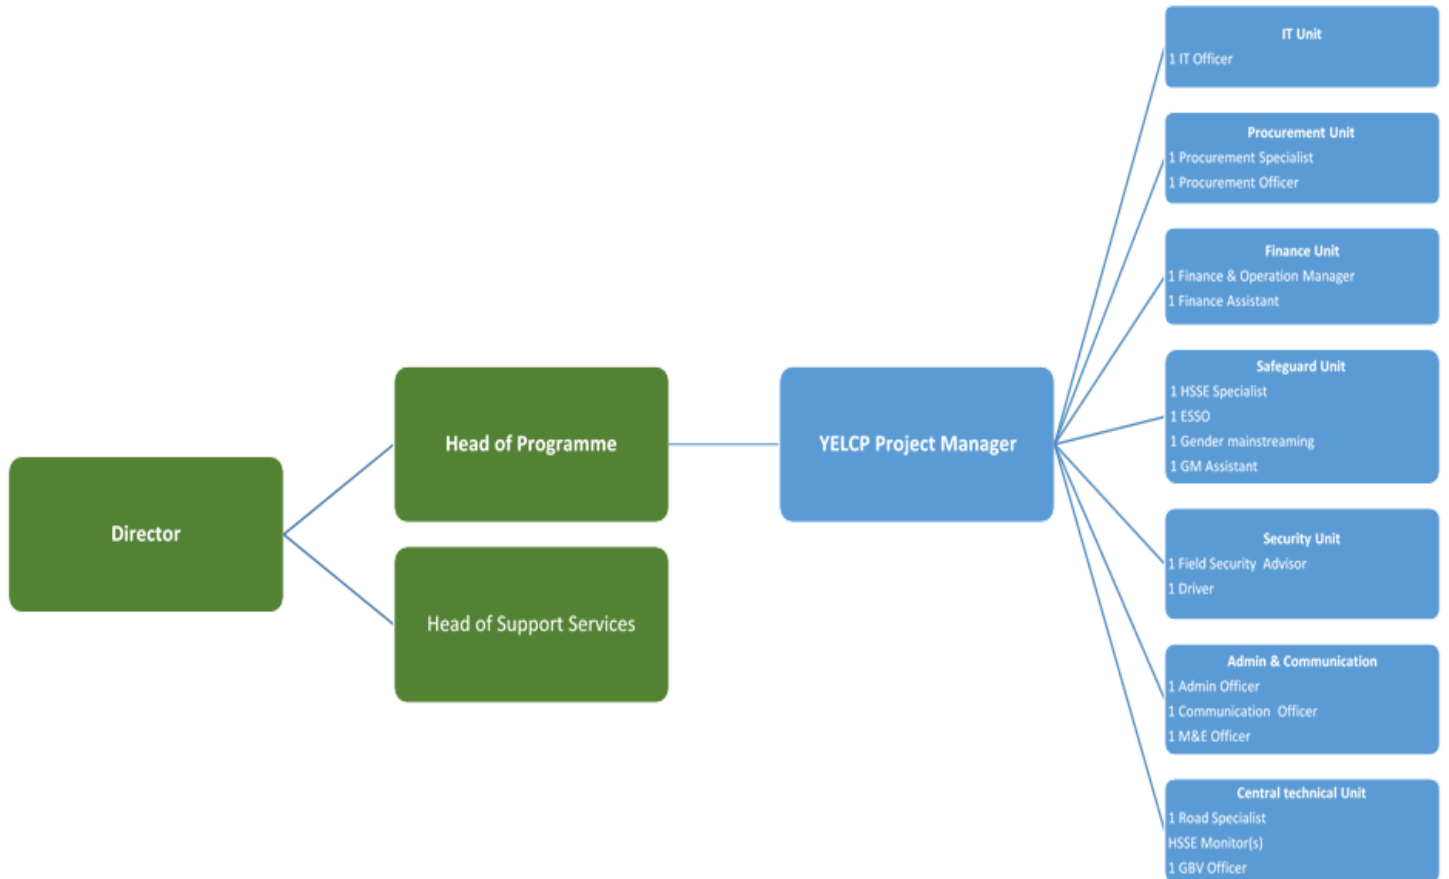 Director
Head of Programme
Head of Support Services
YELCP Project Manager
IT Unit
1 IT Officer
Procurement Unit
1 Procurement Specialist
1 Procurement Officer
Finance Unit
1 Finance & Operation Manager
1 Finance Assistant
Safeguard Unit
1 HSSE Specialist
1 ESSO
1 Gender mainstreaming
1 GM Assistant
Security Unit
1 Field Security Advisor
1 Driver
Admin & Communication
1 Admin Officer
1 Communication Officer
1 M&E Officer
Central technical Unit
1 Road Specialist
HSSE Monitor(s)
1 GBV Officer